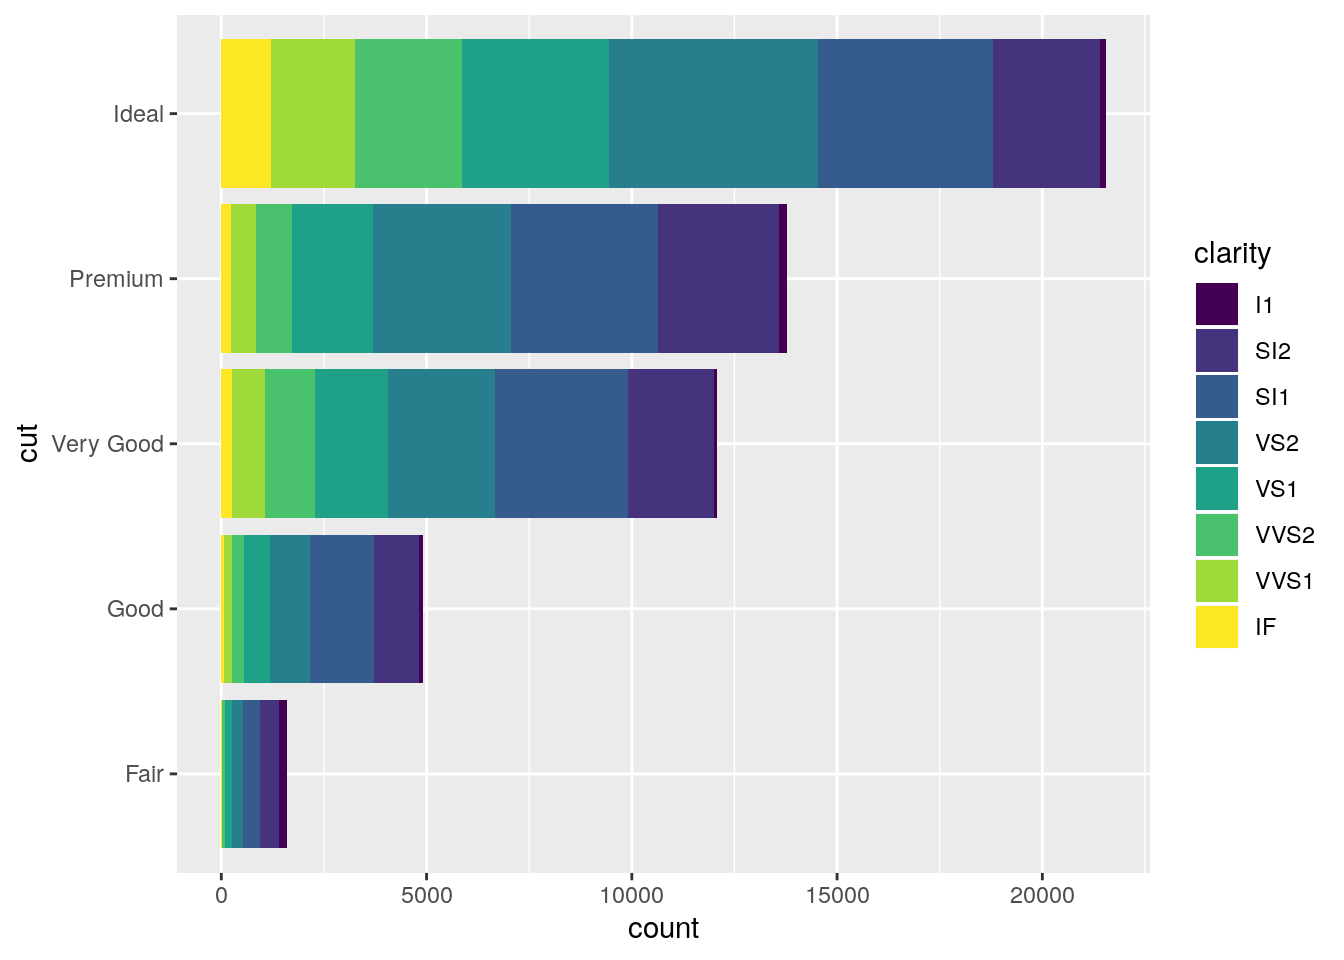 Ideal
Premium
Very Good
Good
Fair
cut
0 5000 10000 15000 20000
count
clarity
I1
SI2
SI1
VS2
VS1
VVS2
VVS1
IF